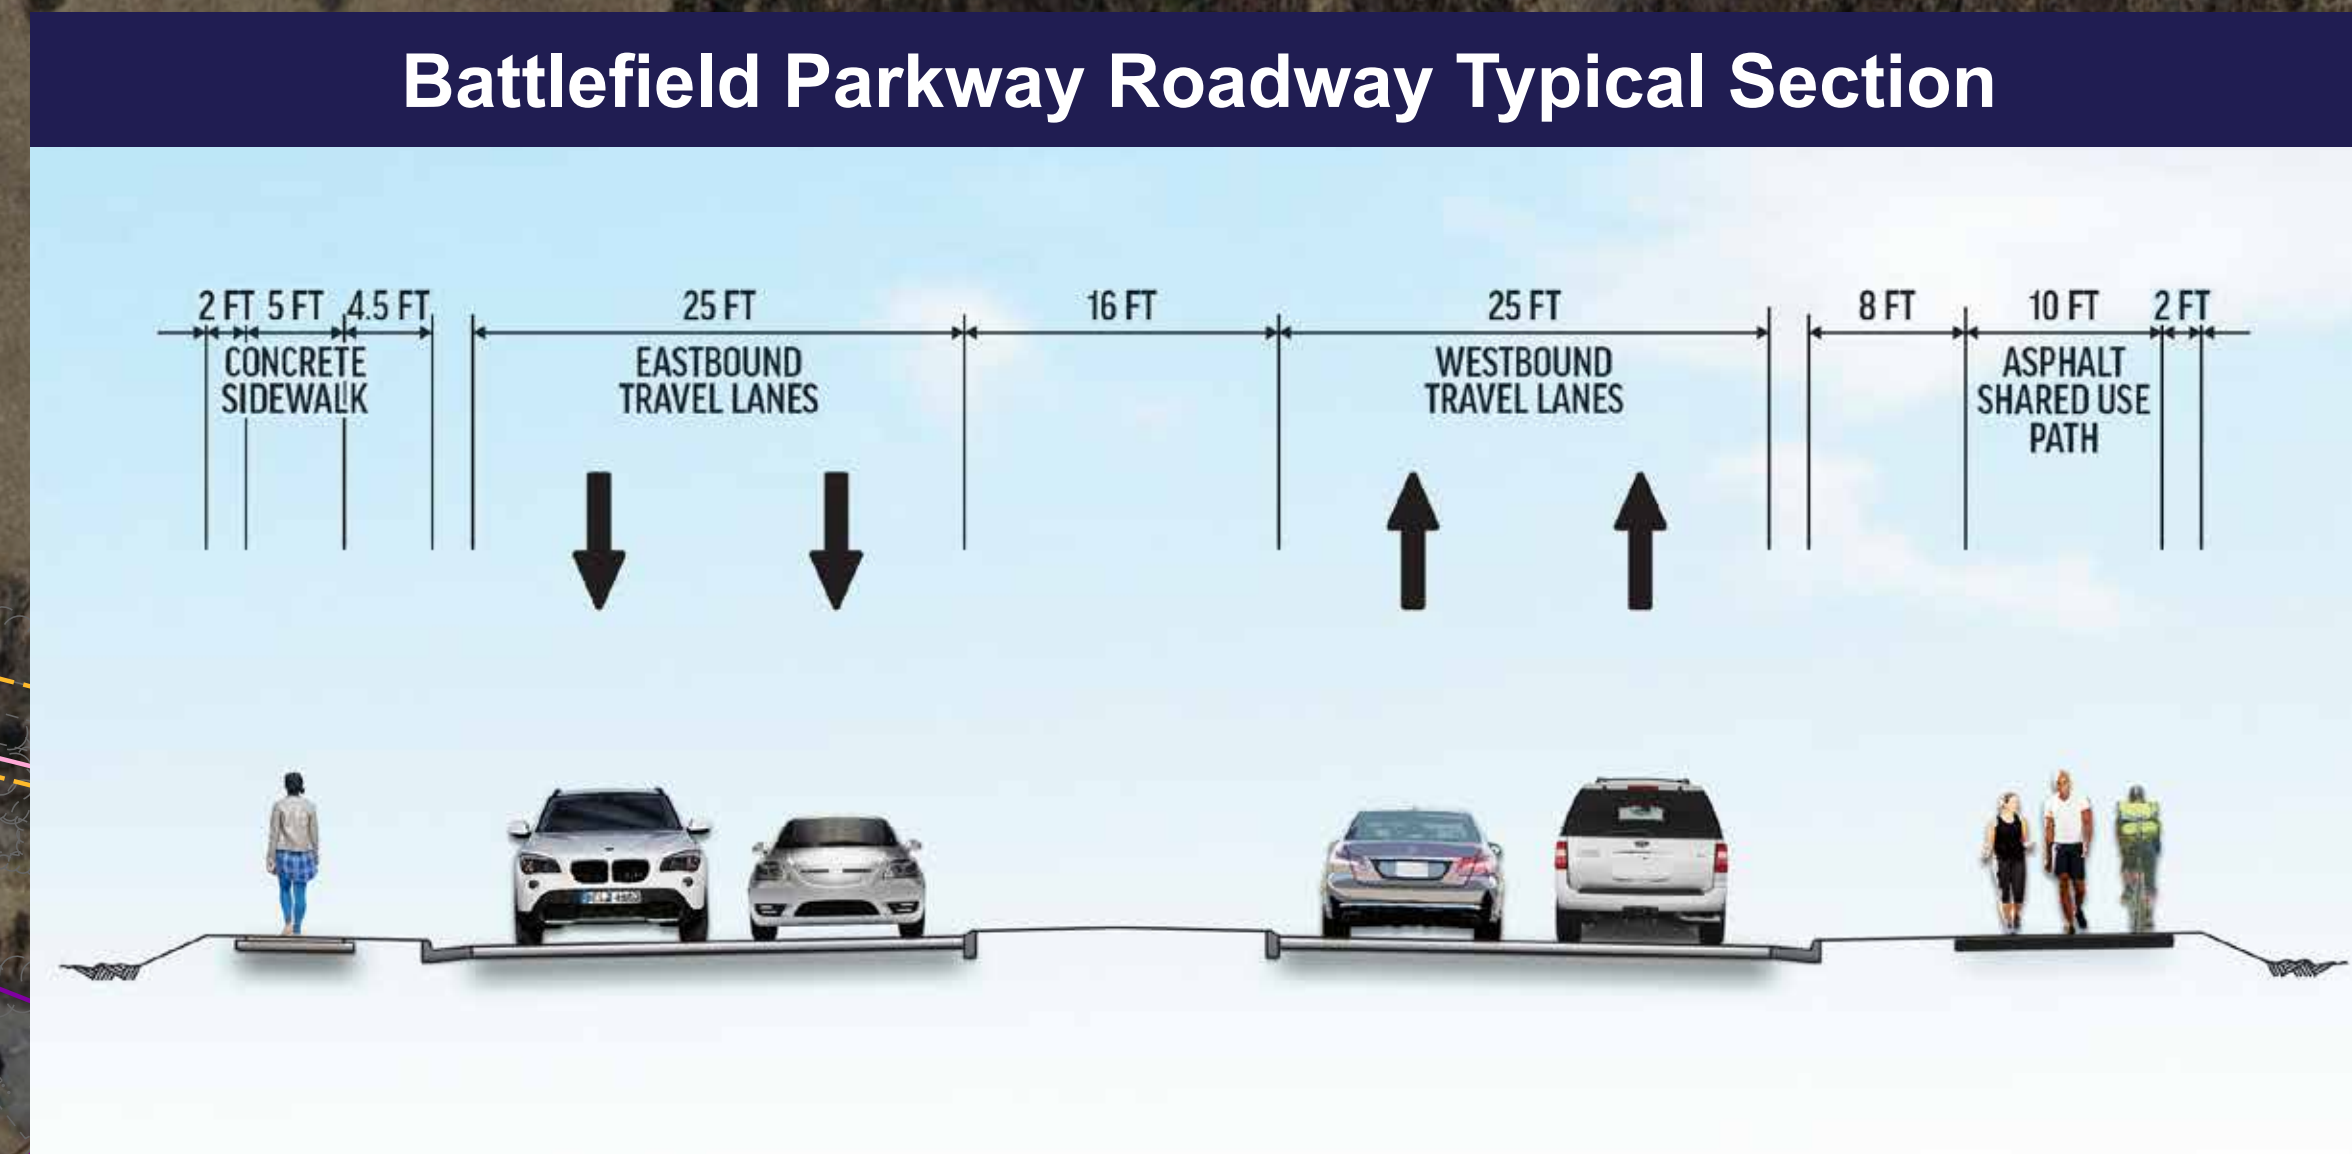 Battlefield Parkway Roadway Typical Section
2 FT 5 FT 4.5 FT 25 FT 16 FT 25 FT 8 FT 10 FT 2 FT
CONCRETE
SIDEWALK
EASTBOUND
TRAVEL LANES
WESTBOUND
TRAVEL LANES
ASPHALT
SHARED USE
PATH